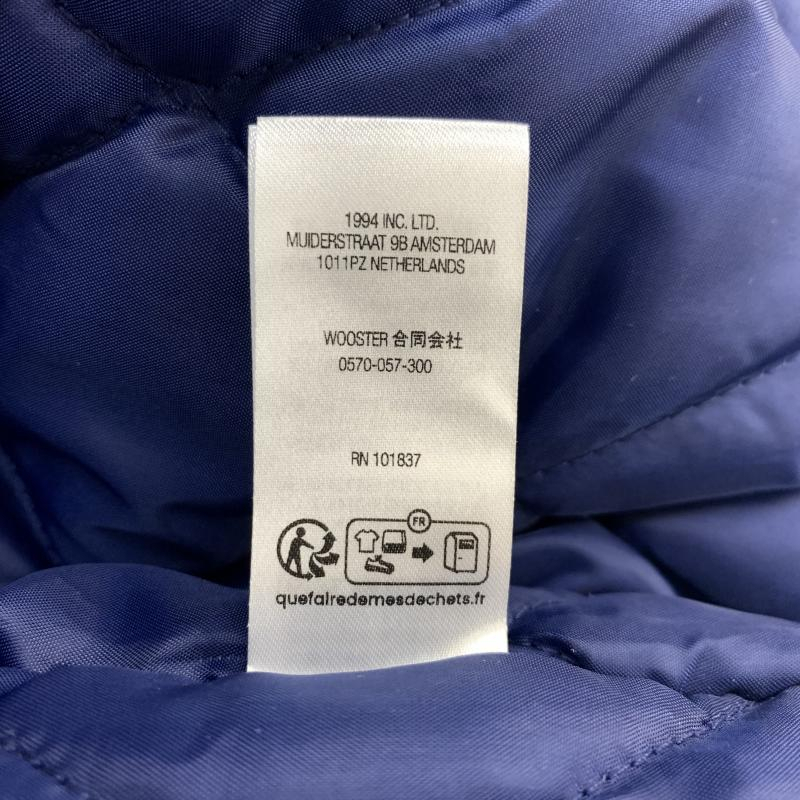 1994 INC. LTD.
MUIDERSTRAAT 9B AMSTERDAM
1011PZ NETHERLANDS
WOOSTER 合同会社
0570-057-300
RN 101837
FR
quefairedemesdechets.fr